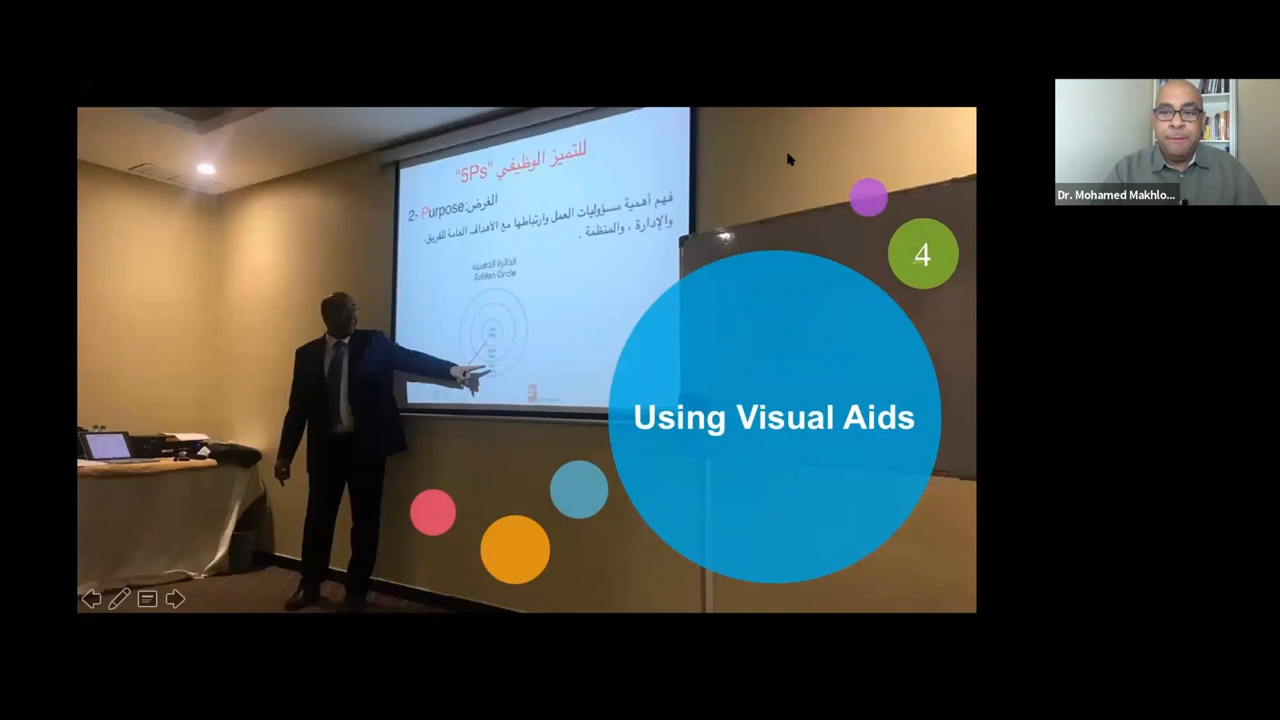 للتميز الوظيفي "5Ps"
2- Purpose:الغرض
فهم أهمية مسؤوليات العمل وارتباطها مع الأهداف العامة للفريق،
والإدارة ، والمنظمة .
الدائرة الذهبية
Golden Circle
4
Using Visual Aids
Dr. Mohamed Makhlo...